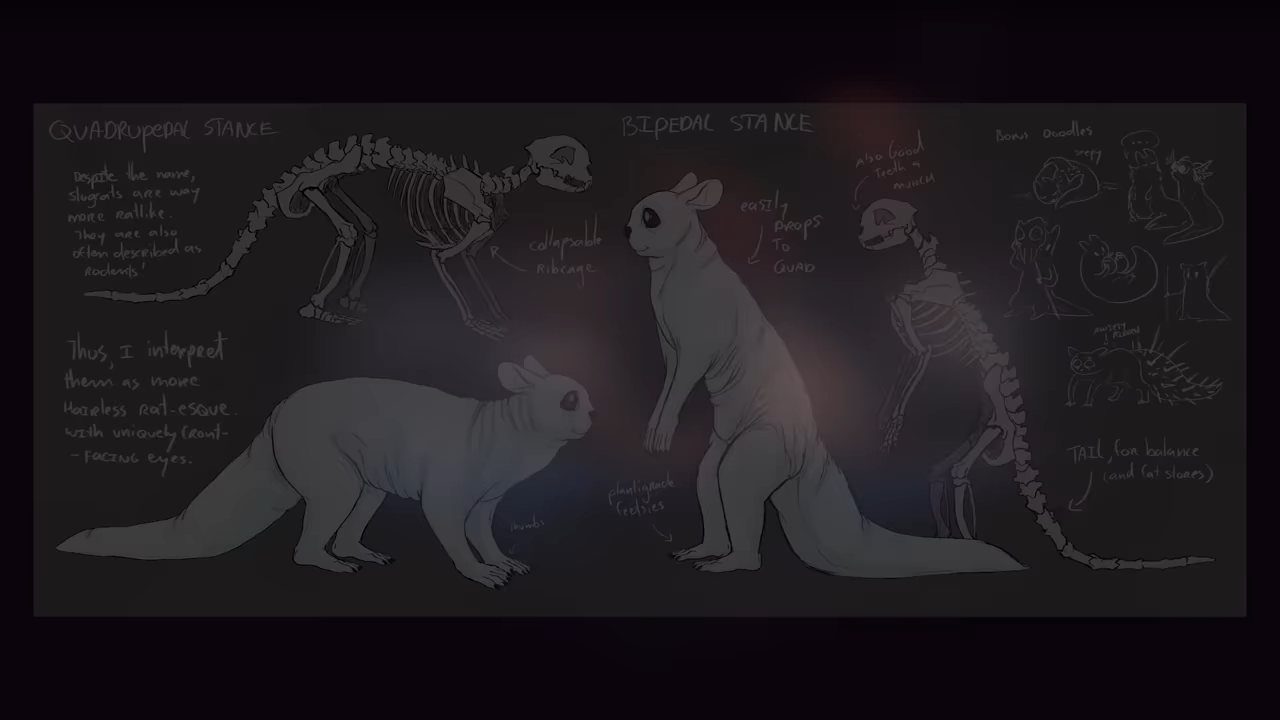 QUADRUPEDAL STANCE
Despite the name,
slugcats are way
more ratlike.
They are also
often described as
Rodents'
Thus, I interpret
them as more
Hairless rat-esque.
with uniquely front-
- FACING eyes.
collapsable
Ribcage
thumbs
BIPEDAL STANCE
easily
Drops
To
QUAD
plantigrade
feetsies
Also Good
Teeth 4
munch
Bonus Doodles
TAIL, for balance
(and fat stores)